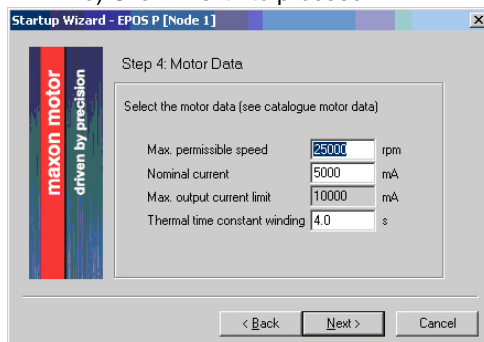 Startup Wizard - EPOS P [Node 1]
maxon motor
driven by precision
Step 4: Motor Data
Select the motor data (see catalogue motor data)
Max. permissible speed 25000 rpm
Nominal current 5000 mA
Max. output current limit 10000 mA
Thermal time constant winding 4.0 s
< Back Next > Cancel